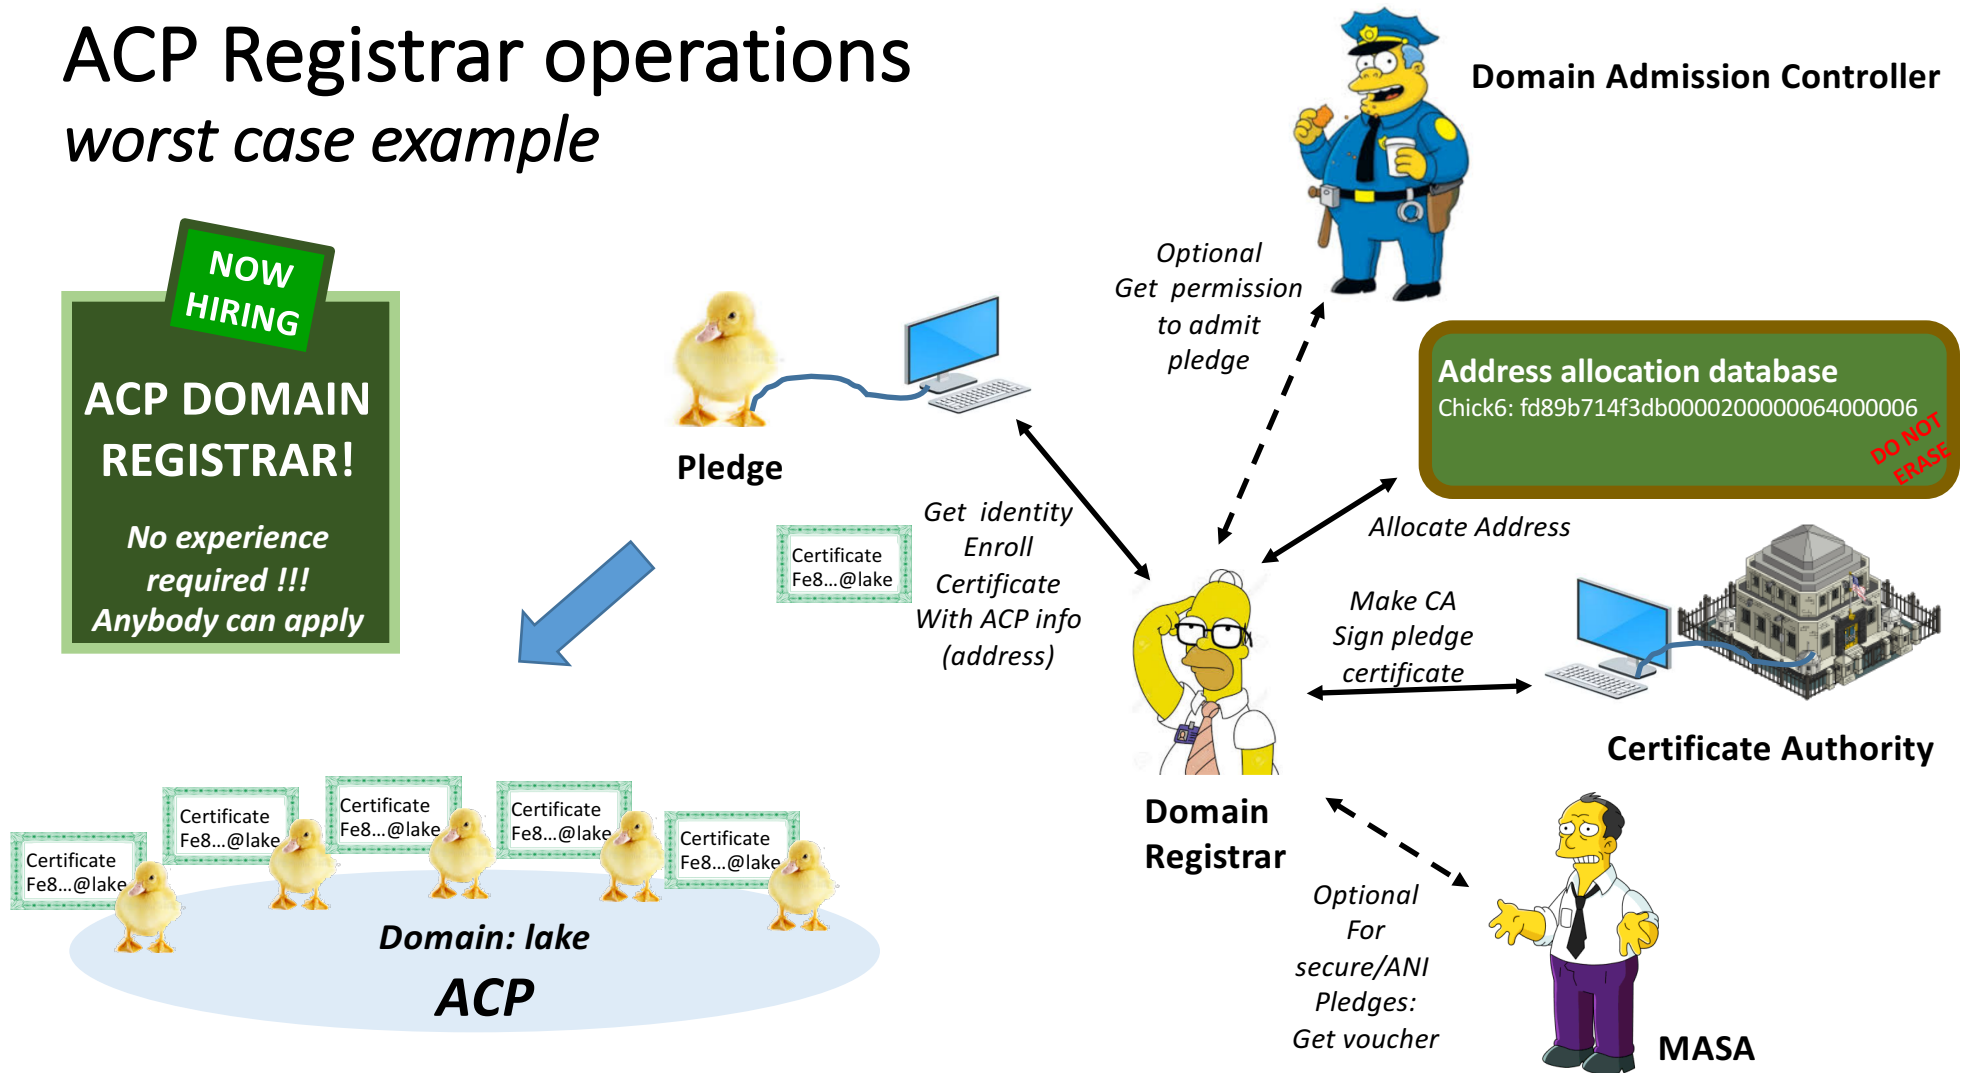 ACP Registrar operations
worst case example
Domain Admission Controller
NOW
HIRING
ACP DOMAIN
REGISTRAR!
No experience
required !!!
Anybody can apply
Optional
Get permission
to admit
pledge
Address allocation database
Chick6: fd89b714f3db0000200000064000006
DO NOT
ERASE
Pledge
Get identity
Enroll
Certificate
With ACP info
(address)
Certificate
Fe8...@lake
Allocate Address
Make CA
Sign pledge
certificate
Certificate Authority
Domain
Registrar
Optional
For
secure/ANI
Pledges:
Get voucher
MASA
Certificate
Fe8...@lake
Certificate
Fe8...@lake
Certificate
Fe8...@lake
Certificate
Fe8...@lake
Certificate
Fe8...@lake
Domain: lake
ACP